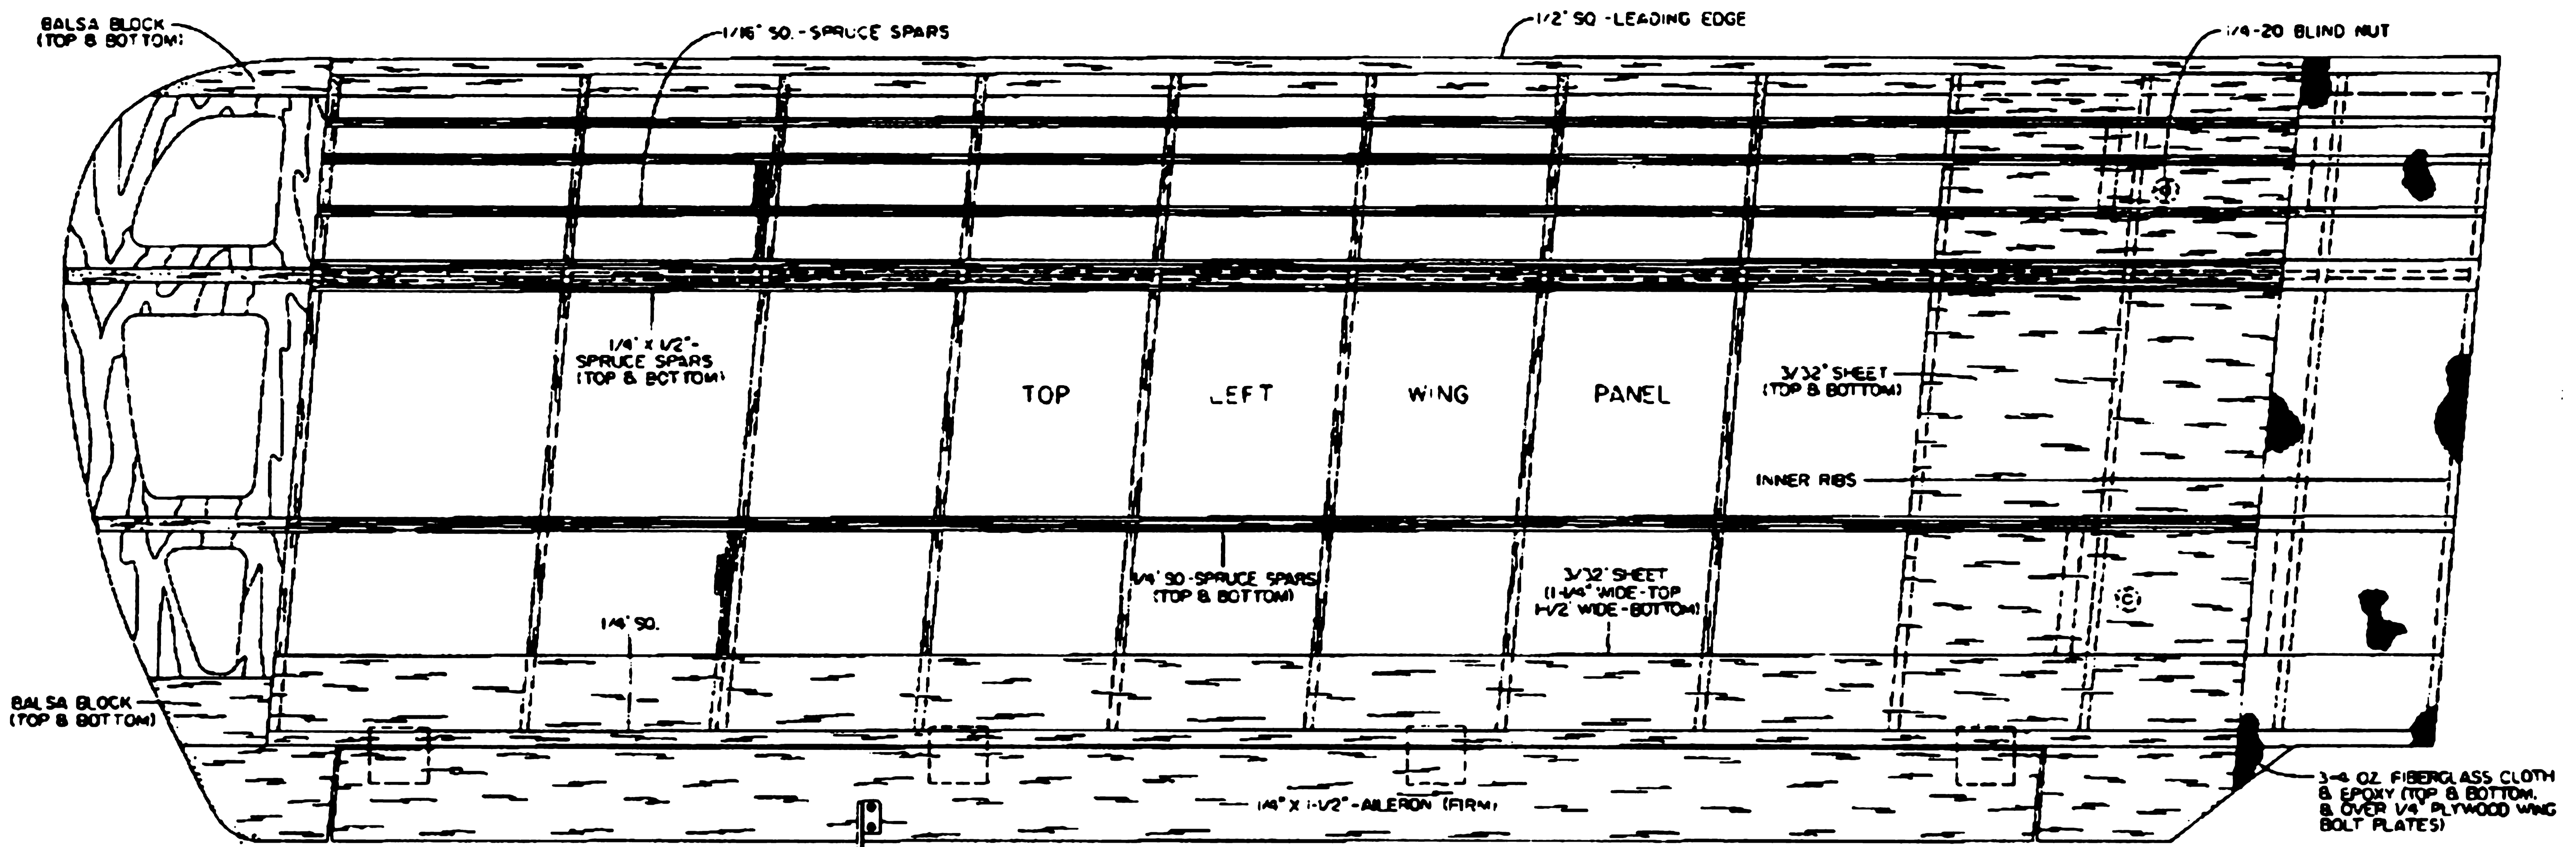 BALSA BLOCK
(TOP & BOTTOM)
1/16" SQ.-SPRUCE SPARS
1/2" SQ-LEADING EDGE
1/4-20 BLIND NUT
1/4" X 1/2"-
SPRUCE SPARS
(TOP & BOTTOM)
TOP LEFT WING PANEL
3/32" SHEET
(TOP & BOTTOM)
INNER RIBS
1/4" SQ-SPRUCE SPARS
(TOP & BOTTOM)
3/32" SHEET
(1-1/4" WIDE-TOP
1-1/2" WIDE-BOTTOM)
1/4" SQ.
C
BALSA BLOCK
(TOP & BOTTOM)
1/4" X 1-1/2"-AILERON (FIRM)
3-4 OZ. FIBERGLASS CLOTH
& EPOXY (TOP & BOTTOM,
& OVER 1/4" PLYWOOD WING
BOLT PLATES)